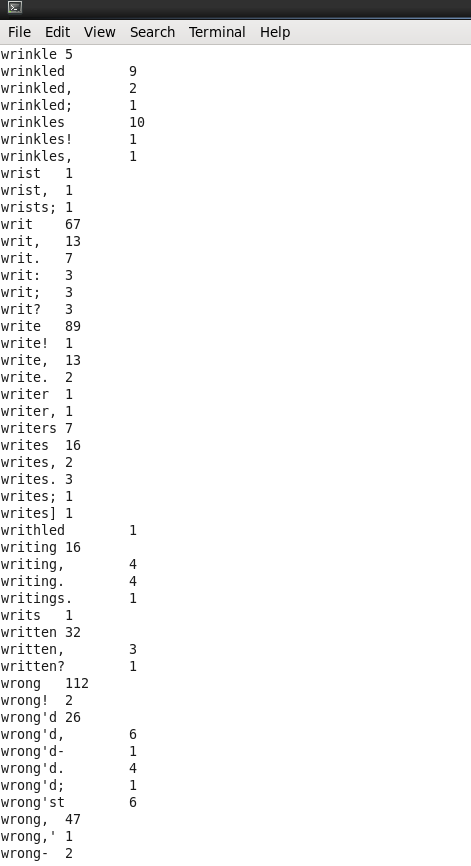 File Edit View Search Terminal Help
wrinkle 5
wrinkled 9
wrinkled, 2
wrinkled; 1
wrinkles 10
wrinkles! 1
wrinkles, 1
wrist 1
wrist, 1
wrists; 1
writ 67
writ, 13
writ. 7
writ: 3
writ; 3
writ? 3
write 89
write! 1
write, 13
write. 2
writer 1
writer, 1
writers 7
writes 16
writes, 2
writes. 3
writes; 1
writes] 1
writhled 1
writing 16
writing, 4
writing. 4
writings. 1
writs 1
written 32
written, 3
written? 1
wrong 112
wrong! 2
wrong'd 26
wrong'd, 6
wrong'd- 1
wrong'd. 4
wrong'd; 1
wrong'st 6
wrong, 47
wrong,' 1
wrong- 2